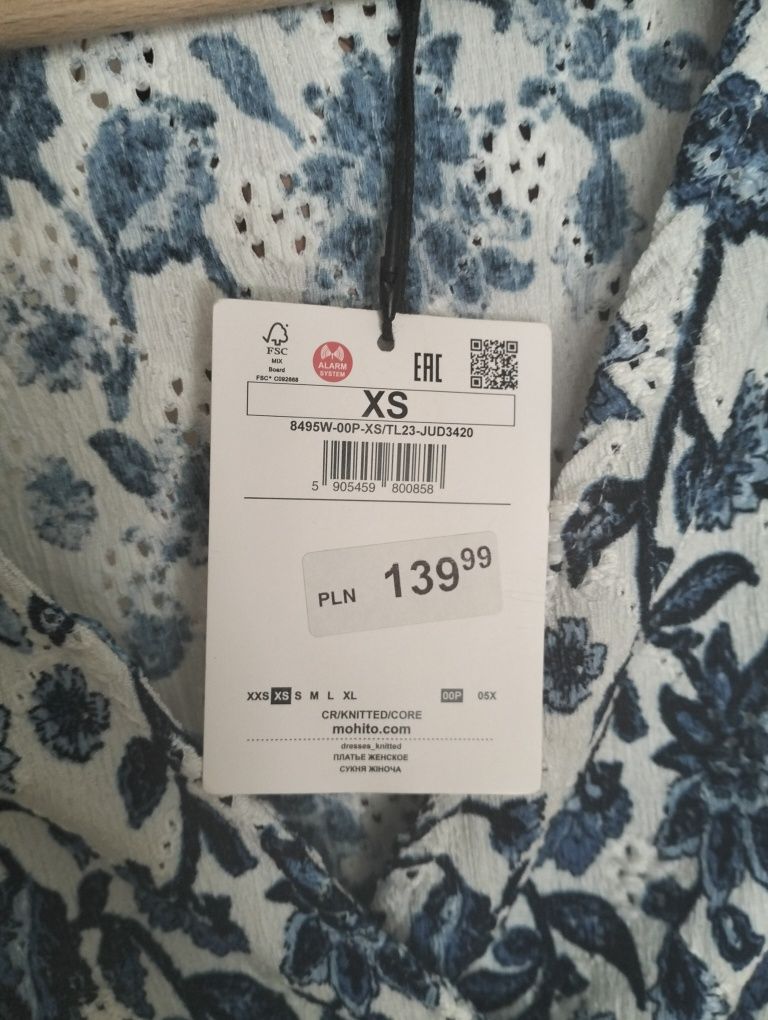 FSC
MIX
Board
FSC® C092668
ALARM
SYSTEM
EAC
XS
8495W-00P-XS/TL23-JUD3420
5 905459 800858
PLN 139⁹⁹
XXS XS S M L XL 00P 05X
CR/KNITTED/CORE
mohito.com
dresses_knitted
ПЛАТЬЕ ЖЕНСКОЕ
СУКНЯ ЖІНОЧА